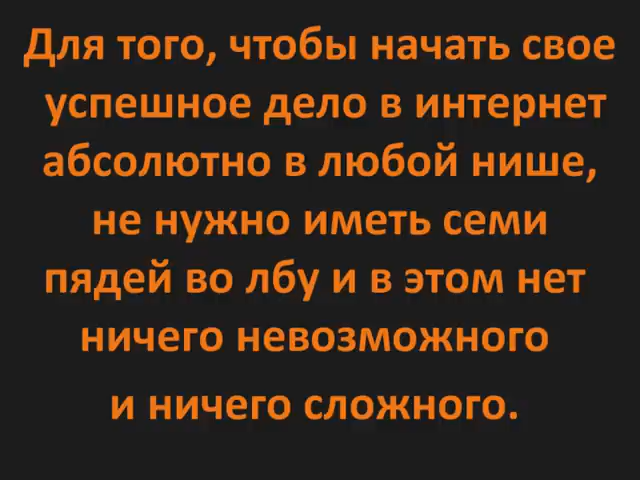 Для того, чтобы начать свое
успешное дело в интернет
абсолютно в любой нише,
не нужно иметь семи
пядей во лбу и в этом нет
ничего невозможного
и ничего сложного.